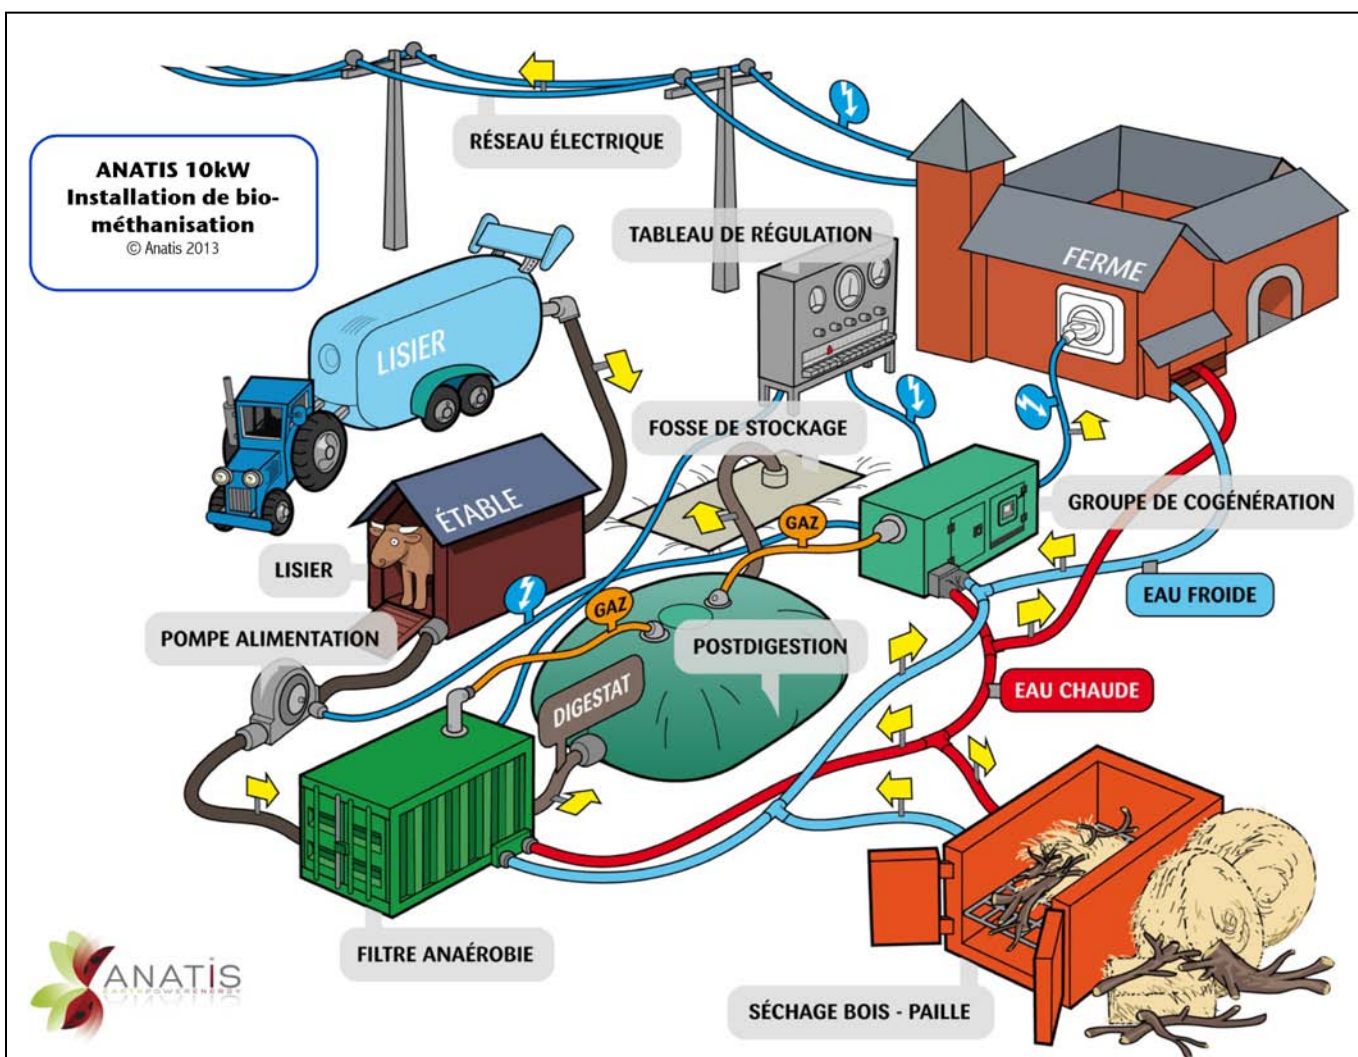 RÉSEAU ÉLECTRIQUE
ANATIS 10kW
Installation de bio-
méthanisation
© Anatis 2013
TABLEAU DE RÉGULATION
FERME
LISIER
FOSSE DE STOCKAGE
ÉTABLE
GROUPE DE COGÉNÉRATION
GAZ
LISIER
EAU FROIDE
GAZ
POMPE ALIMENTATION
POSTDIGESTION
DIGESTAT
EAU CHAUDE
FILTRE ANAÉROBIE
ANATIS
EARTHPOWERENERGY
SÉCHAGE BOIS - PAILLE